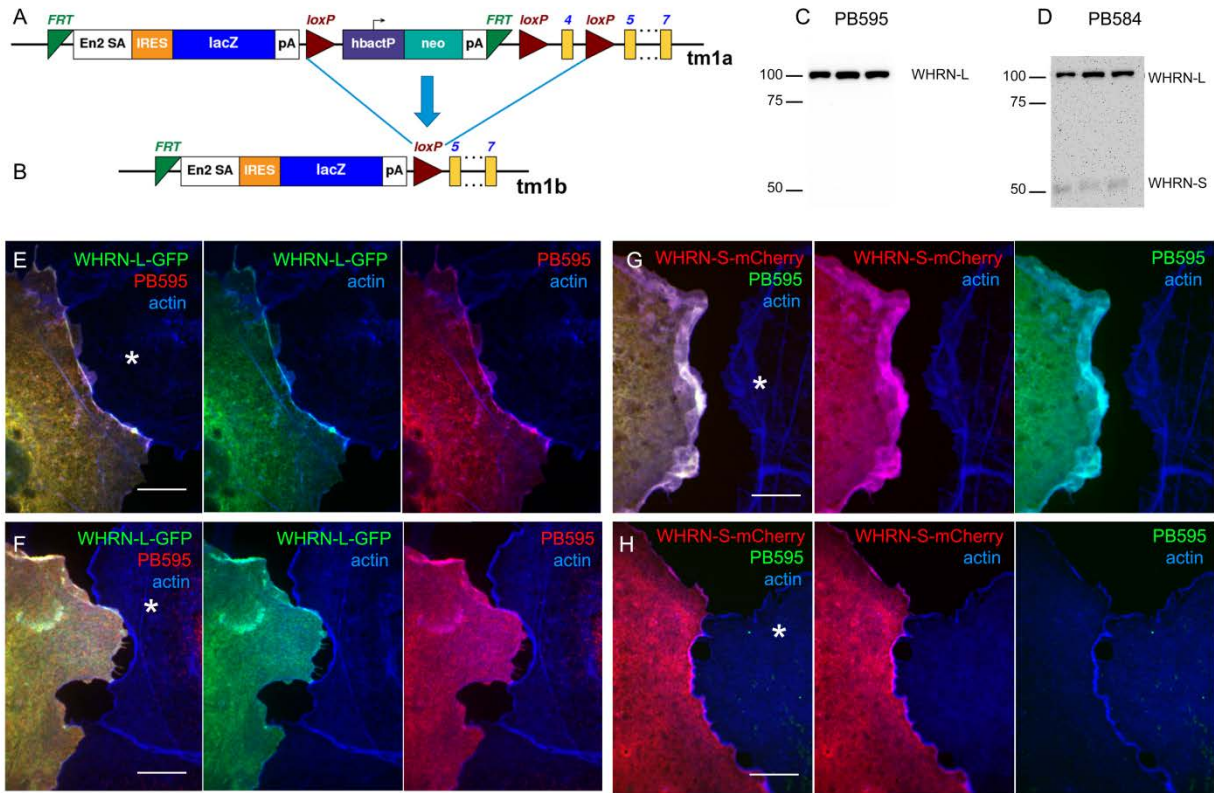 A
FRT loxP FRT loxP 4 loxP 5 7
En2 SA IRES lacZ pA hbactP neo pA
tm1a
B
FRT loxP 5 7
En2 SA IRES lacZ pA
tm1b
C PB595
100 WHRN-L
75
50
D PB584
100 WHRN-L
75
50 WHRN-S
E WHRN-L-GFP
PB595
actin
*
WHRN-L-GFP
actin
PB595
actin
G WHRN-S-mCherry
PB595
actin
*
WHRN-S-mCherry
actin
PB595
actin
F WHRN-L-GFP
PB595
actin
*
WHRN-L-GFP
actin
PB595
actin
H WHRN-S-mCherry
PB595
actin
*
WHRN-S-mCherry
actin
PB595
actin